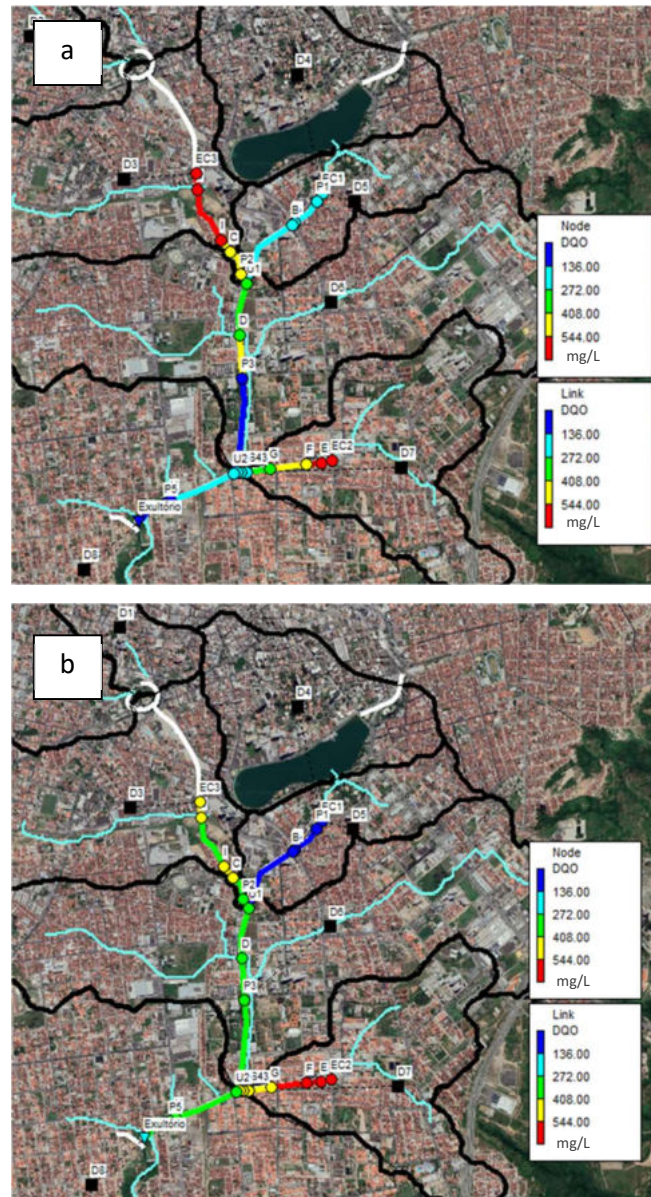 a
D4
D3
EC3
EC1
P1
D5
B
I
C
P2
U1
D6
D
P3
U2
S43
G
F
E
EC2
D7
P5
Exultório
D8
Node
DQO
136.00
272.00
408.00
544.00
mg/L
Link
DQO
136.00
272.00
408.00
544.00
mg/L
b
D1
D4
D3
EC3
EC1
P1
D5
B
I
C
P2
U1
D6
D
P3
U2
S43
G
F
E
EC2
D7
P5
Exultório
D8
Node
DQO
136.00
272.00
408.00
544.00
mg/L
Link
DQO
136.00
272.00
408.00
544.00
mg/L